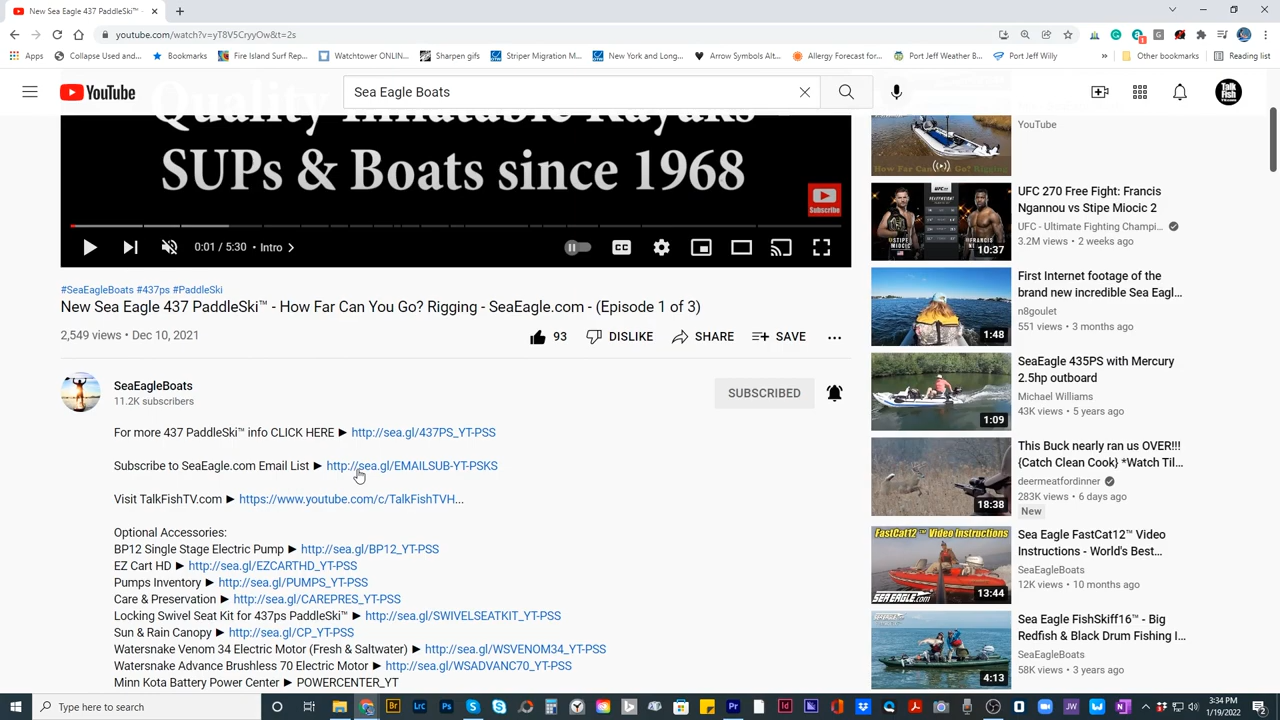 New Sea Eagle 437 PaddleSki™ -
youtube.com/watch?v=yT8V5CryyOw&t=2s
Apps
Collapse Used and...
Bookmarks
Fire Island Surf Rep...
Watchtower ONLIN...
Sharpen gifs
Striper Migration M...
New York and Long...
Arrow Symbols Alt...
Allergy Forecast for...
Port Jeff Weather B...
Port Jeff Willy
Other bookmarks
Reading list
YouTube
Sea Eagle Boats
Talk Fish
Quality Inflatable Kayaks
SUPs & Boats since 1968
Subscribe
0:01 / 5:30 • Intro
CC
#SeaEagleBoats #437ps #PaddleSki
New Sea Eagle 437 PaddleSki™ - How Far Can You Go? Rigging - SeaEagle.com - (Episode 1 of 3)
2,549 views • Dec 10, 2021
93
DISLIKE
SHARE
SAVE
SeaEagleBoats
11.2K subscribers
SUBSCRIBED
For more 437 PaddleSki™ info CLICK HERE ► http://sea.gl/437PS_YT-PSS
Subscribe to SeaEagle.com Email List ► http://sea.gl/EMAILSUB-YT-PSKS
Visit TalkFishTV.com ► https://www.youtube.com/c/TalkFishTVH...
Optional Accessories:
BP12 Single Stage Electric Pump ► http://sea.gl/BP12_YT-PSS
EZ Cart HD ► http://sea.gl/EZCARTHD_YT-PSS
Pumps Inventory ► http://sea.gl/PUMPS_YT-PSS
Care & Preservation ► http://sea.gl/CAREPRES_YT-PSS
Locking Swivel Seat Kit for 437ps PaddleSki™ ► http://sea.gl/SWIVELSEATKIT_YT-PSS
Sun & Rain Canopy ► http://sea.gl/CP_YT-PSS
Watersnake Venom 34 Electric Motor (Fresh & Saltwater) ► http://sea.gl/WSVENOM34_YT-PSS
Watersnake Advance Brushless 70 Electric Motor ► http://sea.gl/WSADVANC70_YT-PSS
Minn Kota Battery Power Center ► POWERCENTER_YT
How Far Can You Go? Rigging
YouTube
UFC 270 Free Fight: Francis
Ngannou vs Stipe Miocic 2
UFC - Ultimate Fighting Champi...
3.2M views • 2 weeks ago
10:37
First Internet footage of the
brand new incredible Sea Eagl...
n8goulet
551 views • 3 months ago
1:48
SeaEagle 435PS with Mercury
2.5hp outboard
Michael Williams
43K views • 5 years ago
1:09
This Buck nearly ran us OVER!!!
{Catch Clean Cook} *Watch Til...
deermeatfordinner
283K views • 6 days ago
New
18:38
FastCat12™ Video Instructions
SEAEAGLE.com
13:44
Sea Eagle FastCat12™ Video
Instructions - World's Best...
SeaEagleBoats
12K views • 10 months ago
Sea Eagle FishSkiff16™ - Big
Redfish & Black Drum Fishing I...
SeaEagleBoats
58K views • 3 years ago
4:13
Type here to search
3:34 PM
1/19/2022